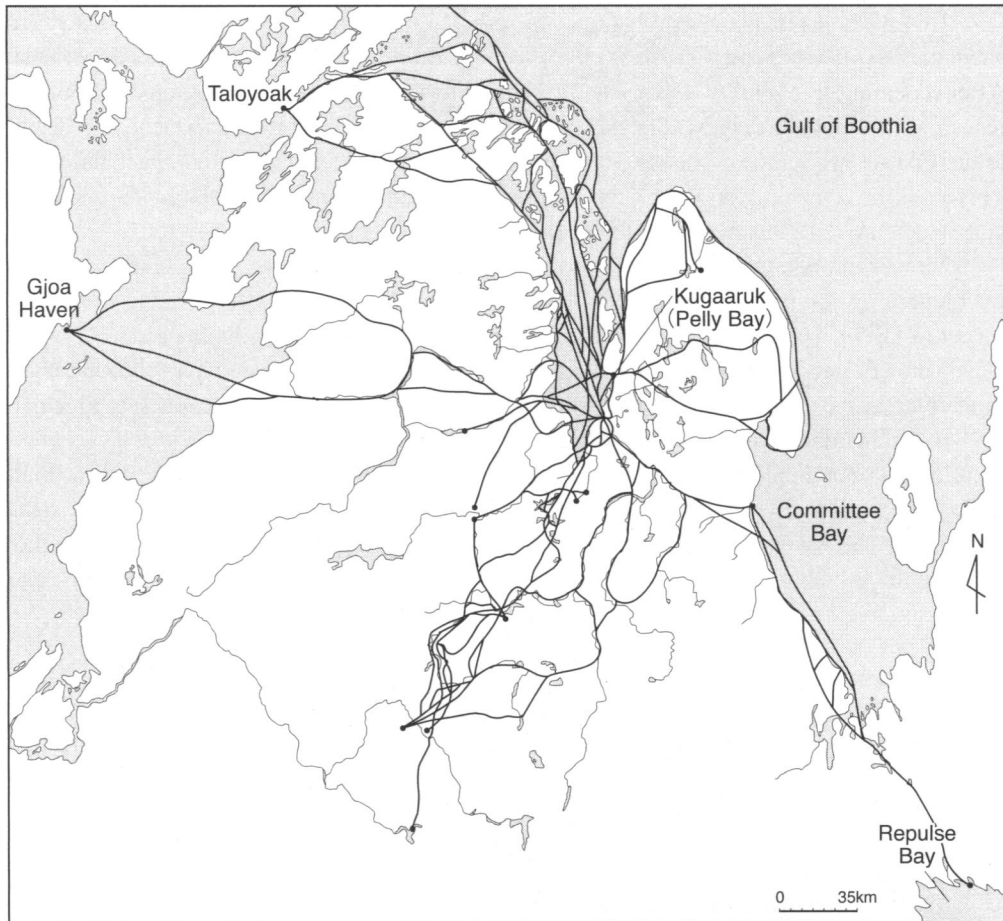 Taloyoak
Gulf of Boothia
Gjoa
Haven
Kugaaruk
(Pelly Bay)
Committee
Bay
N
Repulse
Bay
0 35km